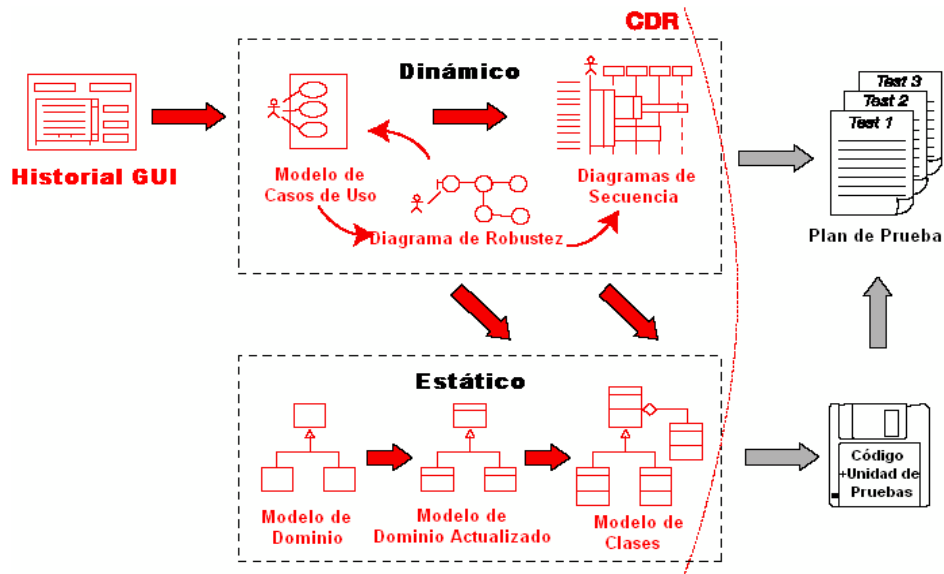 CDR
Dinámico
Historial GUI
Modelo de
Casos de Uso
Diagrama de Robustez
Diagramas de
Secuencia
Test 3
Test 2
Test 1
Plan de Prueba
Estático
Modelo de
Dominio
Modelo de
Dominio Actualizado
Modelo de
Clases
Código
+Unidad de
Pruebas